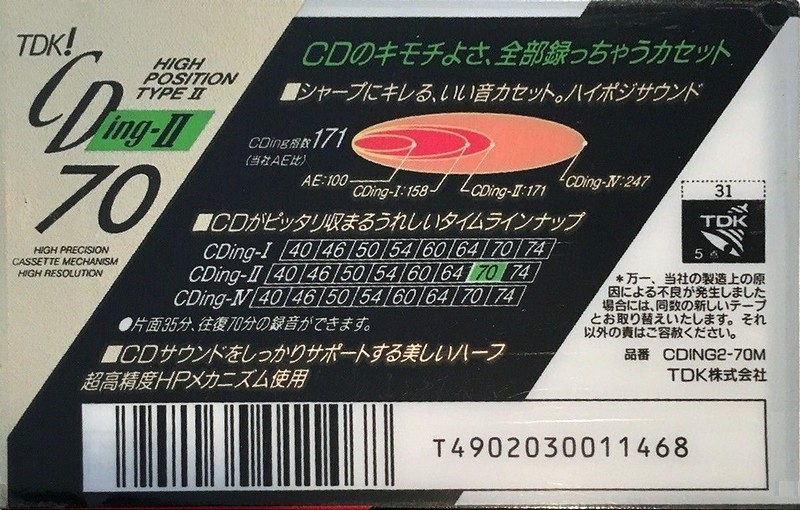 TDK!
CDing-II
HIGH
POSITION
TYPE II
70
HIGH PRECISION
CASSETTE MECHANISM
HIGH RESOLUTION
CDのキモチよさ、全部録っちゃうカセット
■シャープにキレる、いい音カセット。ハイポジサウンド
CDing指数171
(当社AE比)
AE:100
CDing-I:158
CDing-II:171
CDing-IV:247
■CDがピッタリ収まるうれしいタイムラインナップ
CDing-I 40 46 50 54 60 64 70 74
CDing-II 40 46 50 54 60 64 70 74
CDing-IV 40 46 50 54 60 64 70 74
●片面35分、往復70分の録音ができます。
■CDサウンドをしっかりサポートする美しいハーフ
超高精度HPメカニズム使用
31
TDK
5点
*万一、当社の製造上の原
因による不良が発生しました
場合には、同数の新しいテープ
とお取り替えいたします。それ
以外の責はご容赦ください。
品番 CDING2-70M
TDK株式会社
T4902030011468